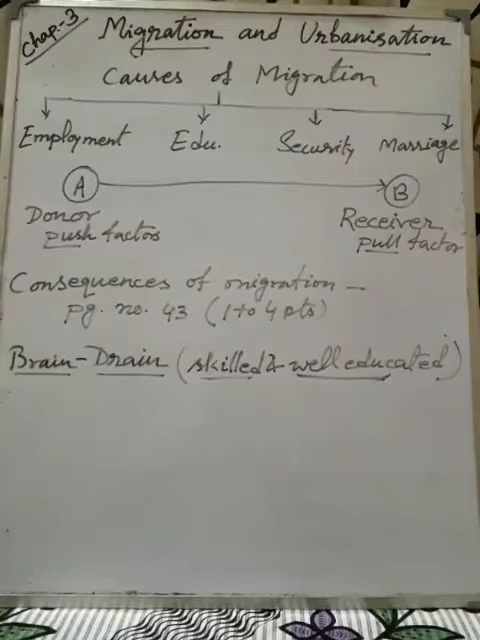 Chap.-3
Migration and Urbanisation
Causes of Migration
Employment Edu. Security Marriage
A B
Donor Receiver
push factors pull factor
Consequences of migration -
pg. no. 43 (1 to 4 pts)
Brain-Drain (skilled & well educated)